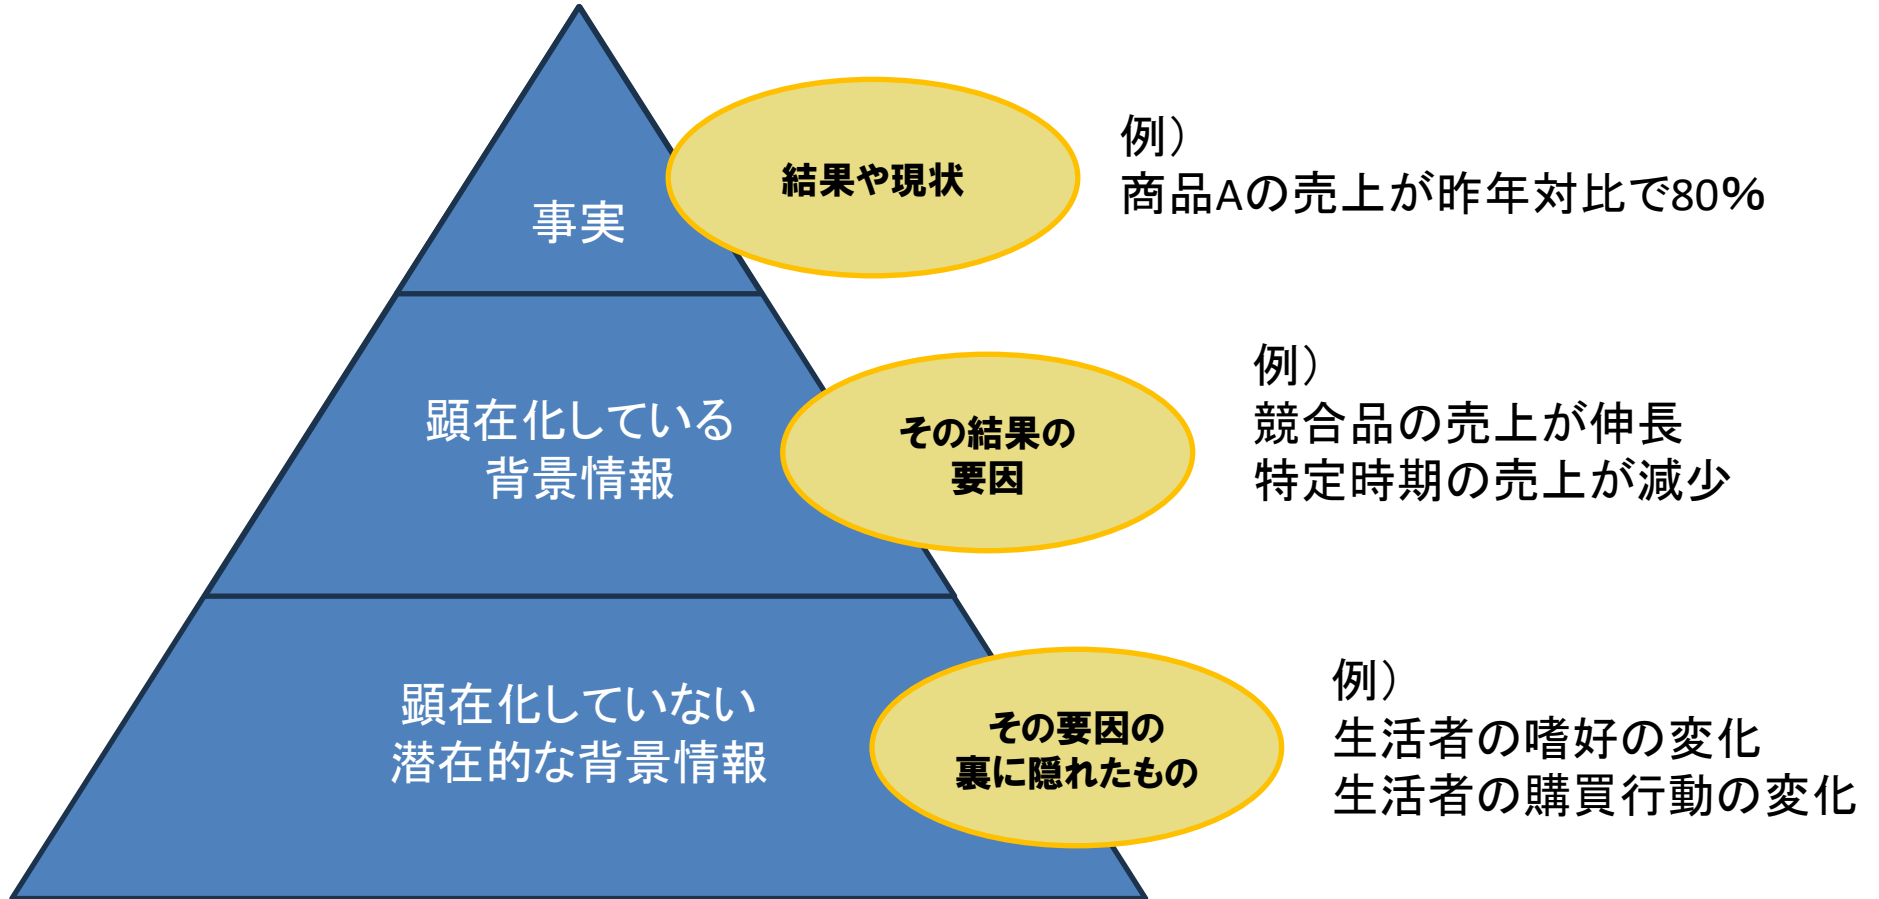 事実
結果や現状
例）
商品Aの売上が昨年対比で80％
顕在化している
背景情報
その結果の
要因
例）
競合品の売上が伸長
特定時期の売上が減少
顕在化していない
潜在的な背景情報
その要因の
裏に隠れたもの
例）
生活者の嗜好の変化
生活者の購買行動の変化